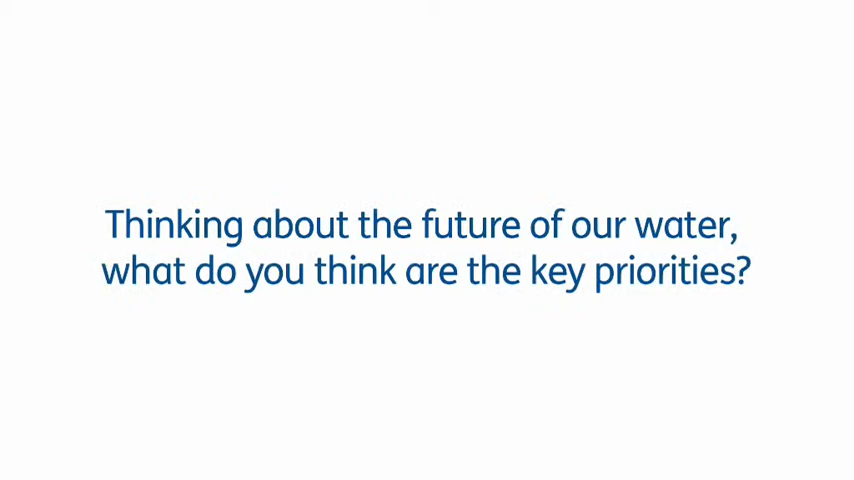 Thinking about the future of our water,
what do you think are the key priorities?